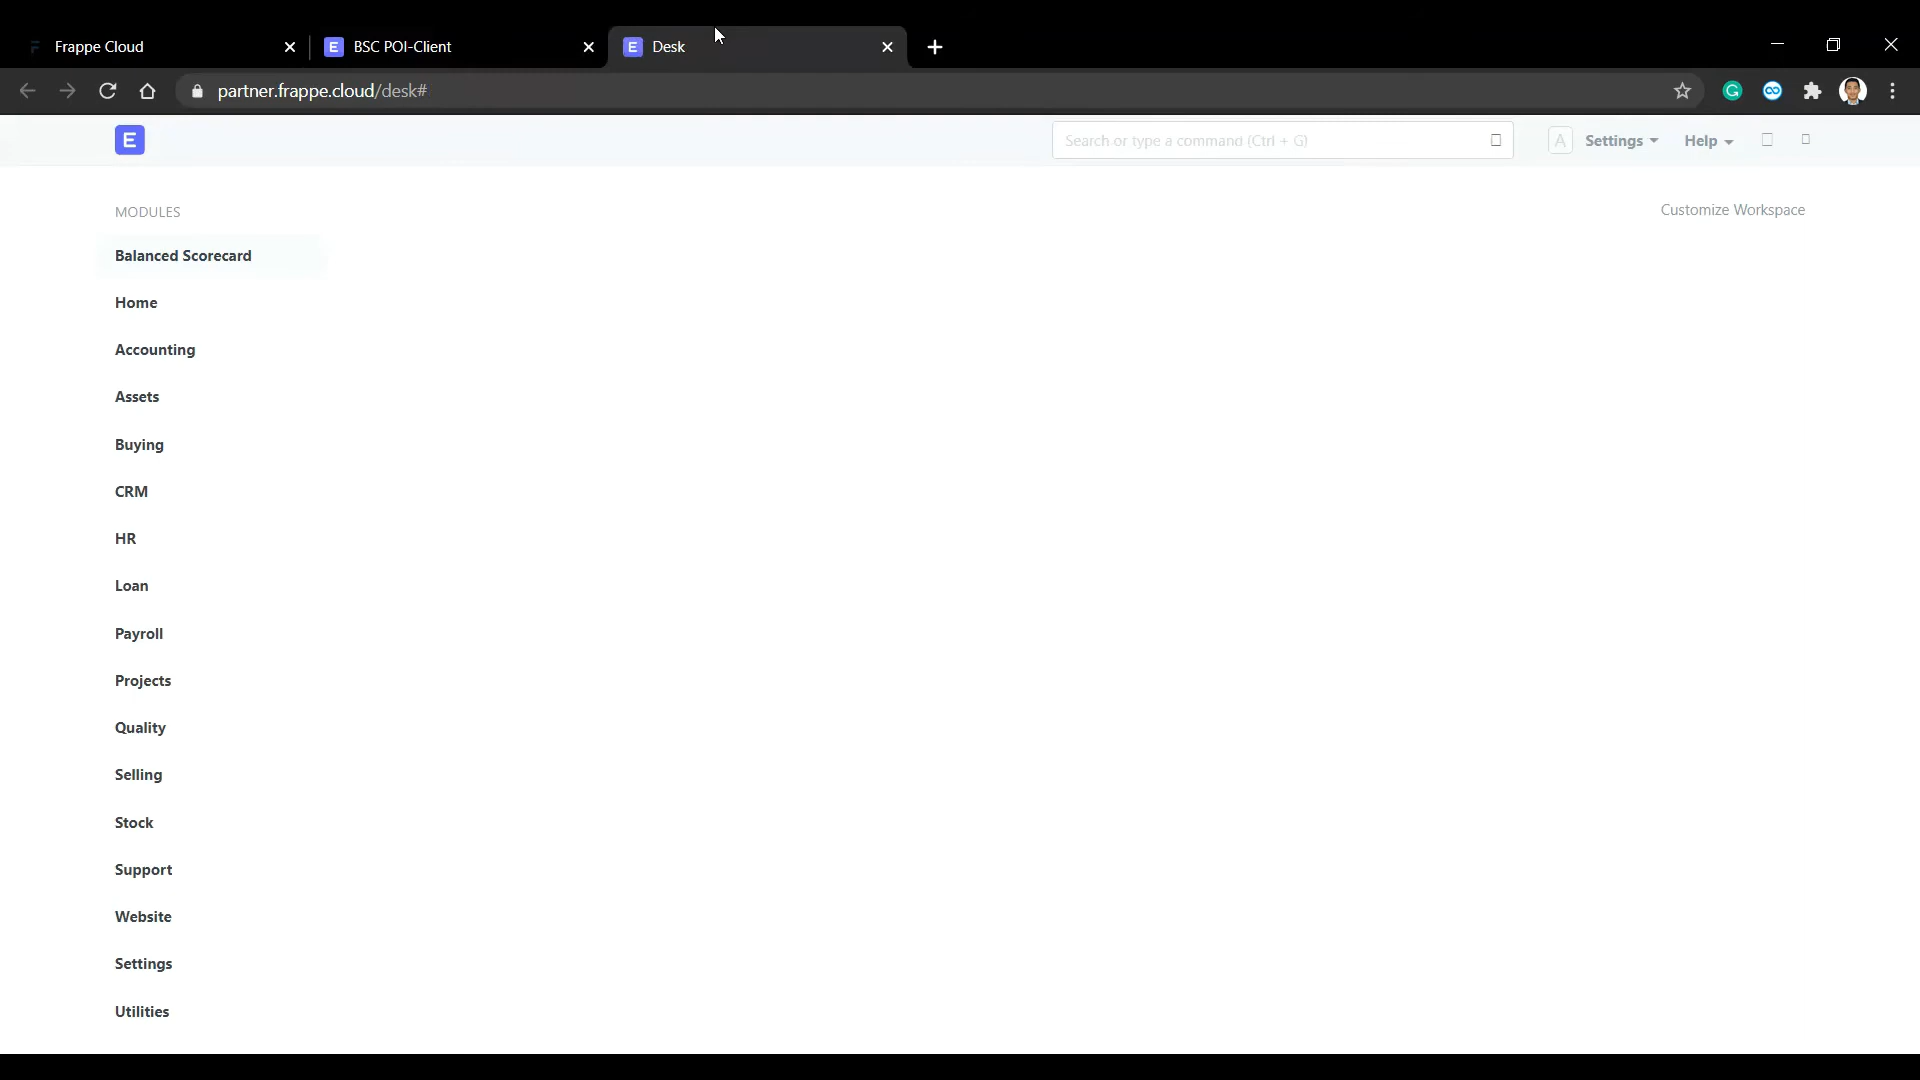 Frappe Cloud
BSC POI-Client
Desk
partner.frappe.cloud/desk#
E
Search or type a command (Ctrl + G)
A
Settings
Help
MODULES
Customize Workspace
Balanced Scorecard
Home
Accounting
Assets
Buying
CRM
HR
Loan
Payroll
Projects
Quality
Selling
Stock
Support
Website
Settings
Utilities